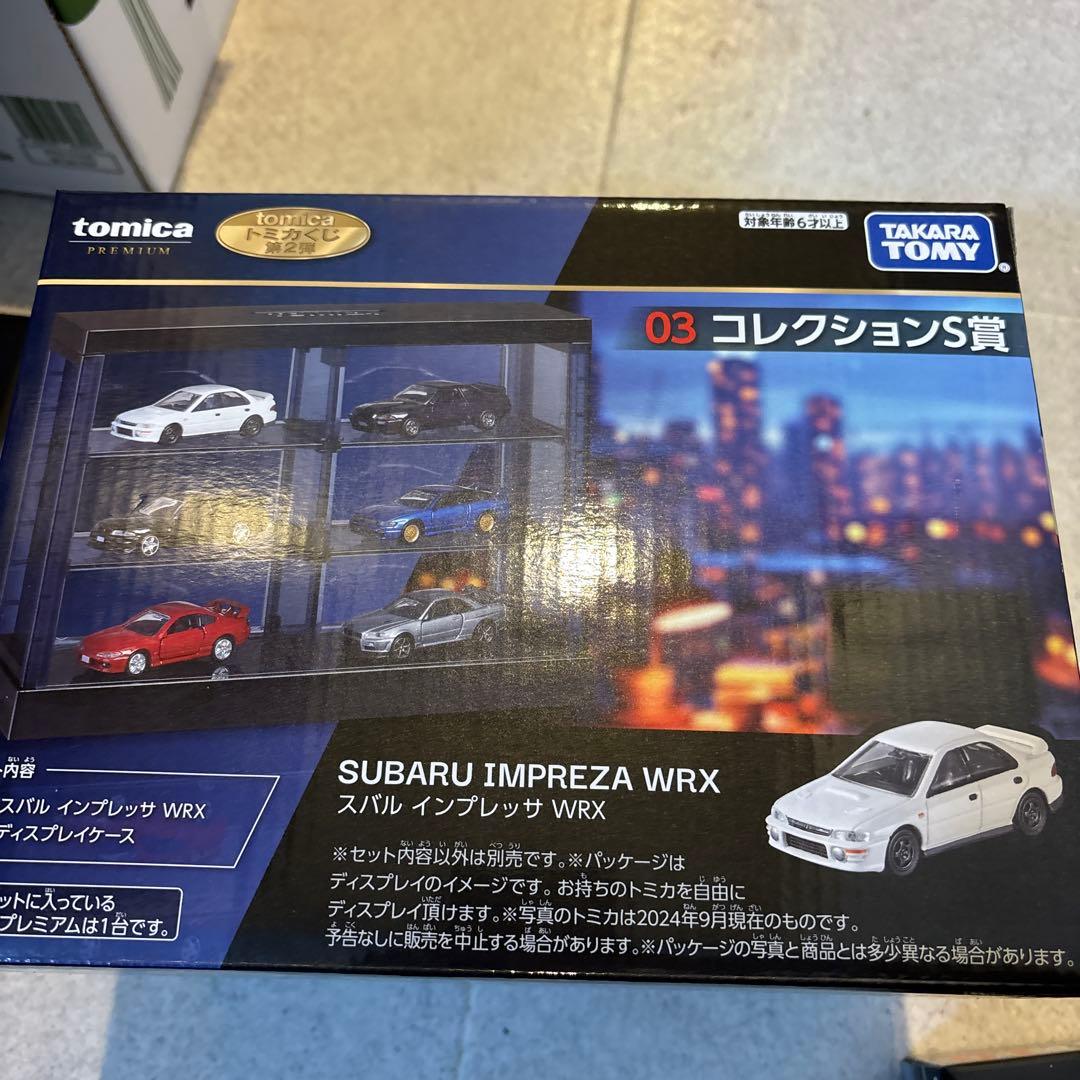 tomica
PREMIUM
tomica
トミカくじ
第2弾
対象年齢6才以上
TAKARA
TOMY
03 コレクションS賞
内容
スバル インプレッサ WRX
ディスプレイケース
ットに入っている
プレミアムは1台です。
SUBARU IMPREZA WRX
スバル インプレッサ WRX
※セット内容以外は別売です。※パッケージは
ディスプレイのイメージです。お持ちのトミカを自由に
ディスプレイ頂けます。※写真のトミカは2024年9月現在のものです。
予告なしに販売を中止する場合があります。※パッケージの写真と商品とは多少異なる場合があります。